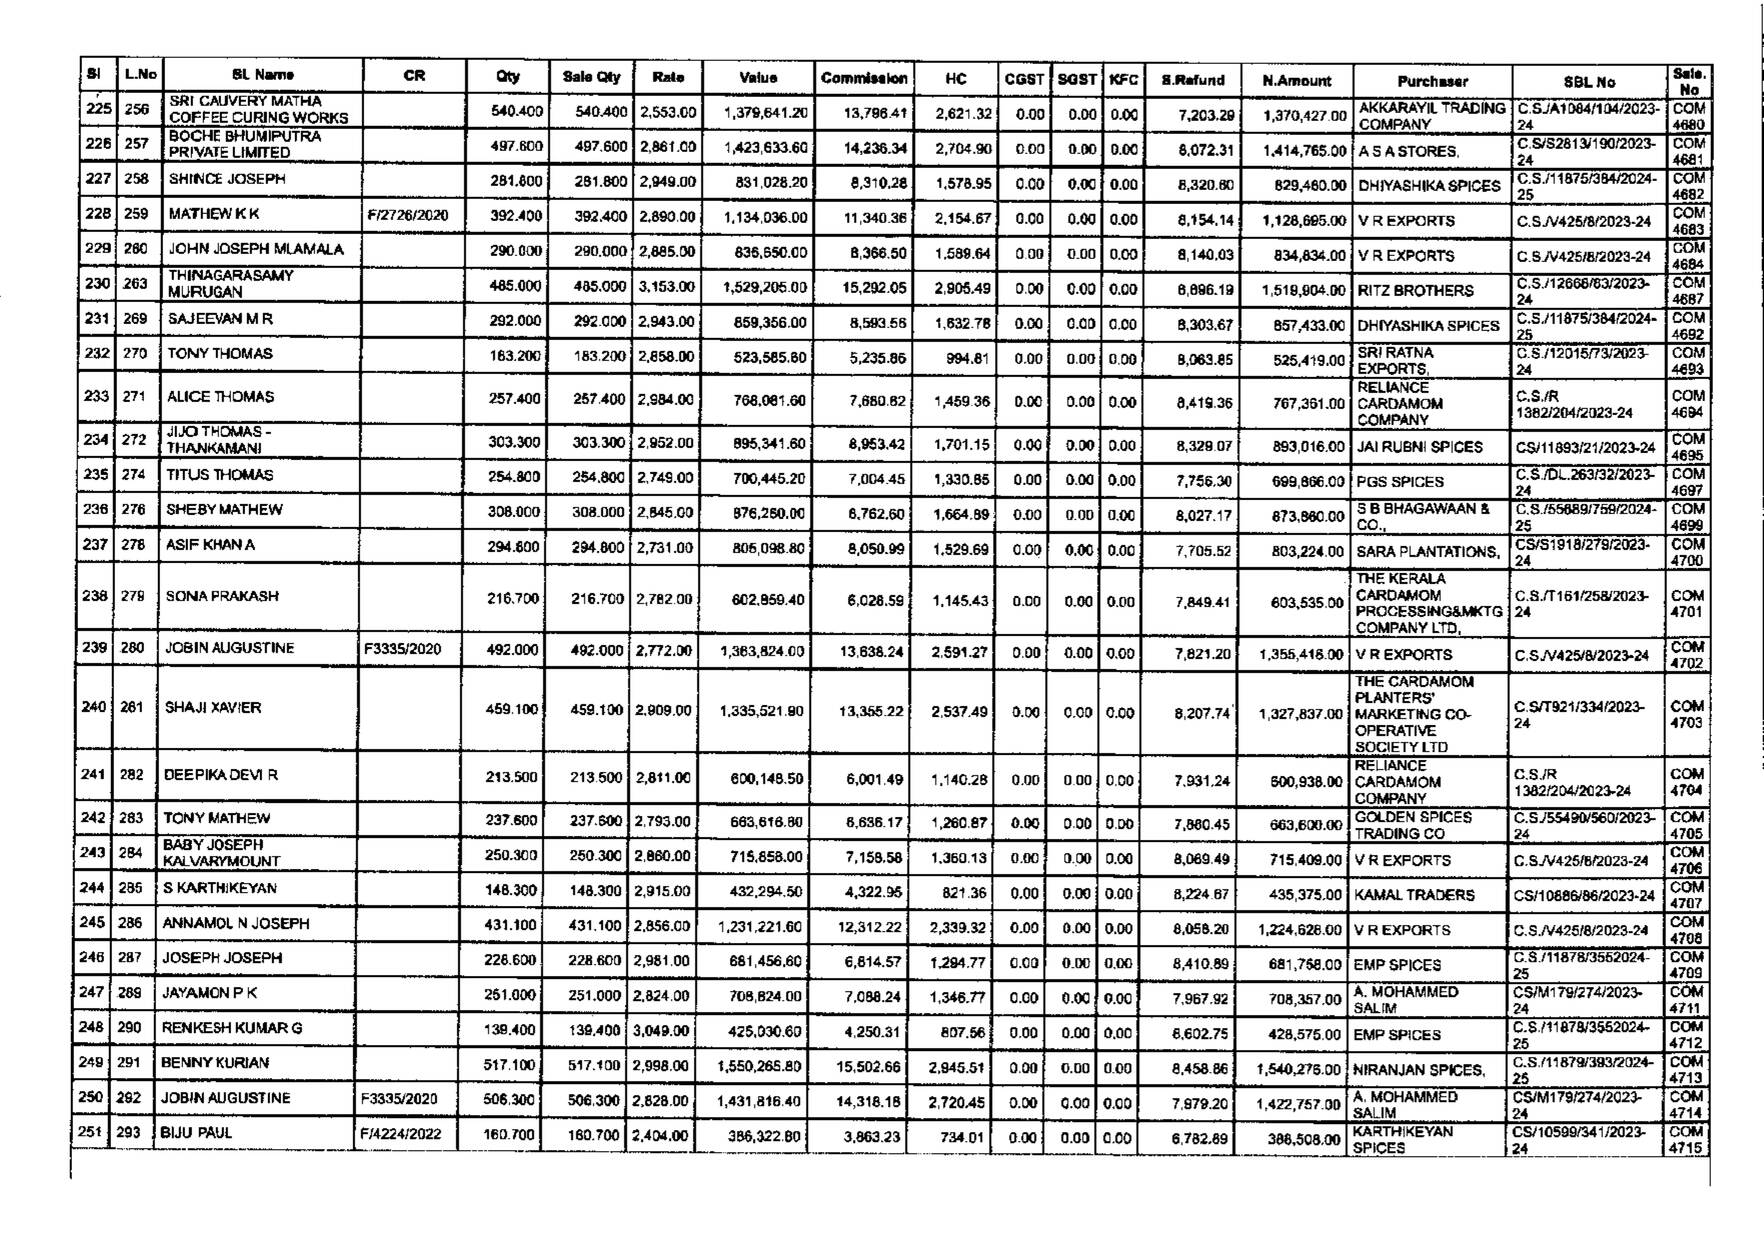 Sl L.No SL Name CR Qty Sale Qty Rate Value Commission HC CGST SGST KFC S.Refund N.Amount Purchaser SBL No Sale. No
225 256 SRI CAUVERY MATHA COFFEE CURING WORKS 540.400 540.400 2,553.00 1,379,641.20 13,796.41 2,621.32 0.00 0.00 0.00 7,203.29 1,370,427.00 AKKARAYIL TRADING COMPANY C.S./A1084/104/2023-24 COM 4680
226 257 BOCHE BHUMIPUTRA PRIVATE LIMITED 497.600 497.600 2,861.00 1,423,633.60 14,236.34 2,704.90 0.00 0.00 0.00 8,072.31 1,414,765.00 A S A STORES, C.S/S2813/190/2023-24 COM 4681
227 258 SHINCE JOSEPH 281.800 281.800 2,949.00 831,028.20 8,310.28 1,578.95 0.00 0.00 0.00 8,320.60 829,460.00 DHIYASHIKA SPICES C.S./11875/384/2024-25 COM 4682
228 259 MATHEW K K F/2726/2020 392.400 392.400 2,890.00 1,134,036.00 11,340.36 2,154.67 0.00 0.00 0.00 8,154.14 1,128,695.00 V R EXPORTS C.S./V425/8/2023-24 COM 4683
229 260 JOHN JOSEPH MLAMALA 290.000 290.000 2,885.00 836,650.00 8,366.50 1,589.64 0.00 0.00 0.00 8,140.03 834,834.00 V R EXPORTS C.S./V425/8/2023-24 COM 4684
230 263 THINAGARASAMY MURUGAN 485.000 485.000 3,153.00 1,529,205.00 15,292.05 2,905.49 0.00 0.00 0.00 8,896.19 1,519,904.00 RITZ BROTHERS C.S./12666/63/2023-24 COM 4687
231 269 SAJEEVAN M R 292.000 292.000 2,943.00 859,356.00 8,593.56 1,632.78 0.00 0.00 0.00 8,303.67 857,433.00 DHIYASHIKA SPICES C.S./11875/384/2024-25 COM 4692
232 270 TONY THOMAS 183.200 183.200 2,858.00 523,585.60 5,235.86 994.81 0.00 0.00 0.00 8,063.85 525,419.00 SRI RATNA EXPORTS, C.S./12015/73/2023-24 COM 4693
233 271 ALICE THOMAS 257.400 257.400 2,984.00 768,081.60 7,680.82 1,459.36 0.00 0.00 0.00 8,419.36 767,361.00 RELIANCE CARDAMOM COMPANY C.S./R 1382/204/2023-24 COM 4694
234 272 JIJO THOMAS - THANKAMANI 303.300 303.300 2,952.00 895,341.60 8,953.42 1,701.15 0.00 0.00 0.00 8,329.07 893,016.00 JAI RUBNI SPICES CS/11893/21/2023-24 COM 4695
235 274 TITUS THOMAS 254.800 254.800 2,749.00 700,445.20 7,004.45 1,330.85 0.00 0.00 0.00 7,756.30 699,866.00 PGS SPICES C.S./DL.263/32/2023-24 COM 4697
236 276 SHEBY MATHEW 308.000 308.000 2,845.00 876,260.00 8,762.60 1,664.89 0.00 0.00 0.00 8,027.17 873,860.00 S B BHAGAWAAN & CO., C.S./55689/759/2024-25 COM 4699
237 278 ASIF KHAN A 294.800 294.800 2,731.00 805,098.80 8,050.99 1,529.69 0.00 0.00 0.00 7,705.52 803,224.00 SARA PLANTATIONS, CS/S1918/279/2023-24 COM 4700
238 279 SONA PRAKASH 216.700 216.700 2,782.00 602,859.40 6,028.59 1,145.43 0.00 0.00 0.00 7,849.41 603,535.00 THE KERALA CARDAMOM PROCESSING&MKTG COMPANY LTD, C.S./T161/258/2023-24 COM 4701
239 280 JOBIN AUGUSTINE F3335/2020 492.000 492.000 2,772.00 1,363,824.00 13,638.24 2,591.27 0.00 0.00 0.00 7,821.20 1,355,416.00 V R EXPORTS C.S./V425/8/2023-24 COM 4702
240 281 SHAJI XAVIER 459.100 459.100 2,909.00 1,335,521.90 13,355.22 2,537.49 0.00 0.00 0.00 8,207.74 1,327,837.00 THE CARDAMOM PLANTERS' MARKETING CO-OPERATIVE SOCIETY LTD C.S/T921/334/2023-24 COM 4703
241 282 DEEPIKA DEVI R 213.500 213.500 2,811.00 600,148.50 6,001.49 1,140.28 0.00 0.00 0.00 7,931.24 600,938.00 RELIANCE CARDAMOM COMPANY C.S./R 1382/204/2023-24 COM 4704
242 283 TONY MATHEW 237.600 237.600 2,793.00 663,616.80 6,636.17 1,260.87 0.00 0.00 0.00 7,880.45 663,600.00 GOLDEN SPICES TRADING CO C.S./55490/560/2023-24 COM 4705
243 284 BABY JOSEPH KALVARYMOUNT 250.300 250.300 2,860.00 715,858.00 7,158.58 1,360.13 0.00 0.00 0.00 8,069.49 715,409.00 V R EXPORTS C.S./V425/8/2023-24 COM 4706
244 285 S KARTHIKEYAN 148.300 148.300 2,915.00 432,294.50 4,322.95 821.36 0.00 0.00 0.00 8,224.67 435,375.00 KAMAL TRADERS CS/10886/86/2023-24 COM 4707
245 286 ANNAMOL N JOSEPH 431.100 431.100 2,856.00 1,231,221.60 12,312.22 2,339.32 0.00 0.00 0.00 8,058.20 1,224,628.00 V R EXPORTS C.S./V425/8/2023-24 COM 4708
246 287 JOSEPH JOSEPH 228.600 228.600 2,981.00 681,456.60 6,814.57 1,294.77 0.00 0.00 0.00 8,410.89 681,758.00 EMP SPICES C.S./11878/3552024-25 COM 4709
247 289 JAYAMON P K 251.000 251.000 2,824.00 708,824.00 7,088.24 1,346.77 0.00 0.00 0.00 7,967.92 708,357.00 A. MOHAMMED SALIM CS/M179/274/2023-24 COM 4711
248 290 RENKESH KUMAR G 139.400 139.400 3,049.00 425,030.60 4,250.31 807.56 0.00 0.00 0.00 8,602.75 428,575.00 EMP SPICES C.S./11878/3552024-25 COM 4712
249 291 BENNY KURIAN 517.100 517.100 2,998.00 1,550,265.80 15,502.66 2,945.51 0.00 0.00 0.00 8,458.86 1,540,276.00 NIRANJAN SPICES, C.S./11879/393/2024-25 COM 4713
250 292 JOBIN AUGUSTINE F3335/2020 506.300 506.300 2,828.00 1,431,816.40 14,318.16 2,720.45 0.00 0.00 0.00 7,979.20 1,422,757.00 A. MOHAMMED SALIM CS/M179/274/2023-24 COM 4714
251 293 BIJU PAUL F/4224/2022 160.700 160.700 2,404.00 386,322.80 3,863.23 734.01 0.00 0.00 0.00 6,782.89 388,508.00 KARTHIKEYAN SPICES CS/10599/341/2023-24 COM 4715